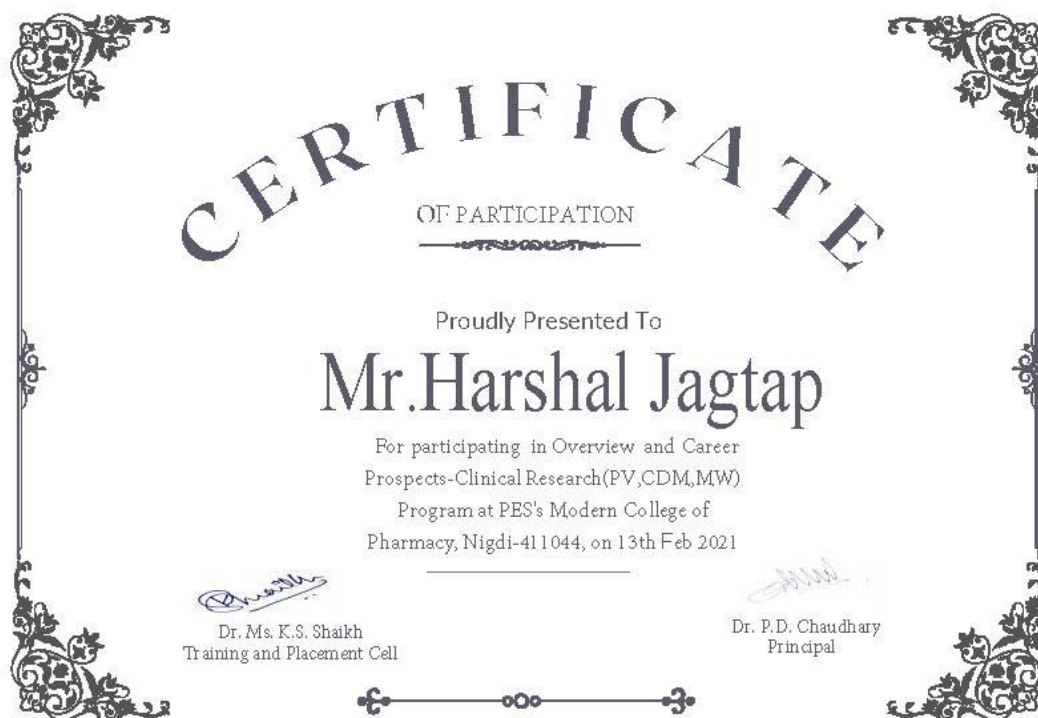 CERTIFICATE
OF PARTICIPATION
Proudly Presented To
Mr.Harshal Jagtap
For participating in Overview and Career
Prospects-Clinical Research(PV,CDM,MW)
Program at PES's Modern College of
Pharmacy, Nigdi-411044, on 13th Feb 2021
Dr. Ms. K.S. Shaikh
Training and Placement Cell
Dr. P.D. Chaudhary
Principal